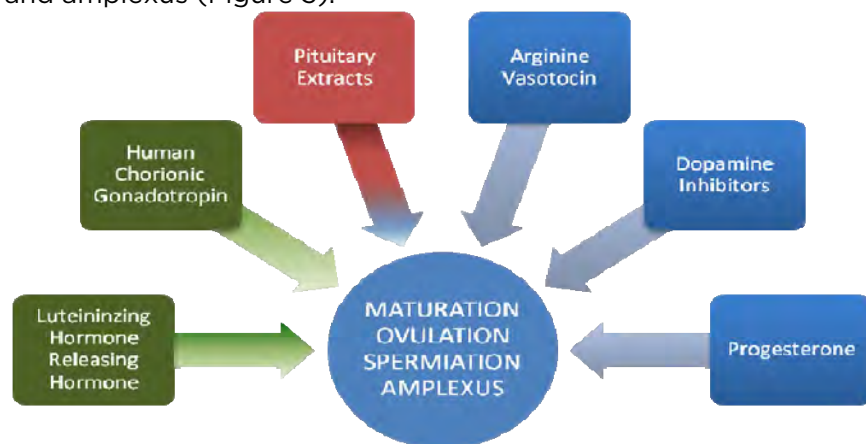 and amplexus (Figure 8).
Pituitary
Extracts
Arginine
Vasotocin
Human
Chorionic
Gonadotropin
Dopamine
Inhibitors
Luteininzing
Hormone
Releasing
Hormone
MATURATION
OVULATION
SPERMIATION
AMPLEXUS
Progesterone